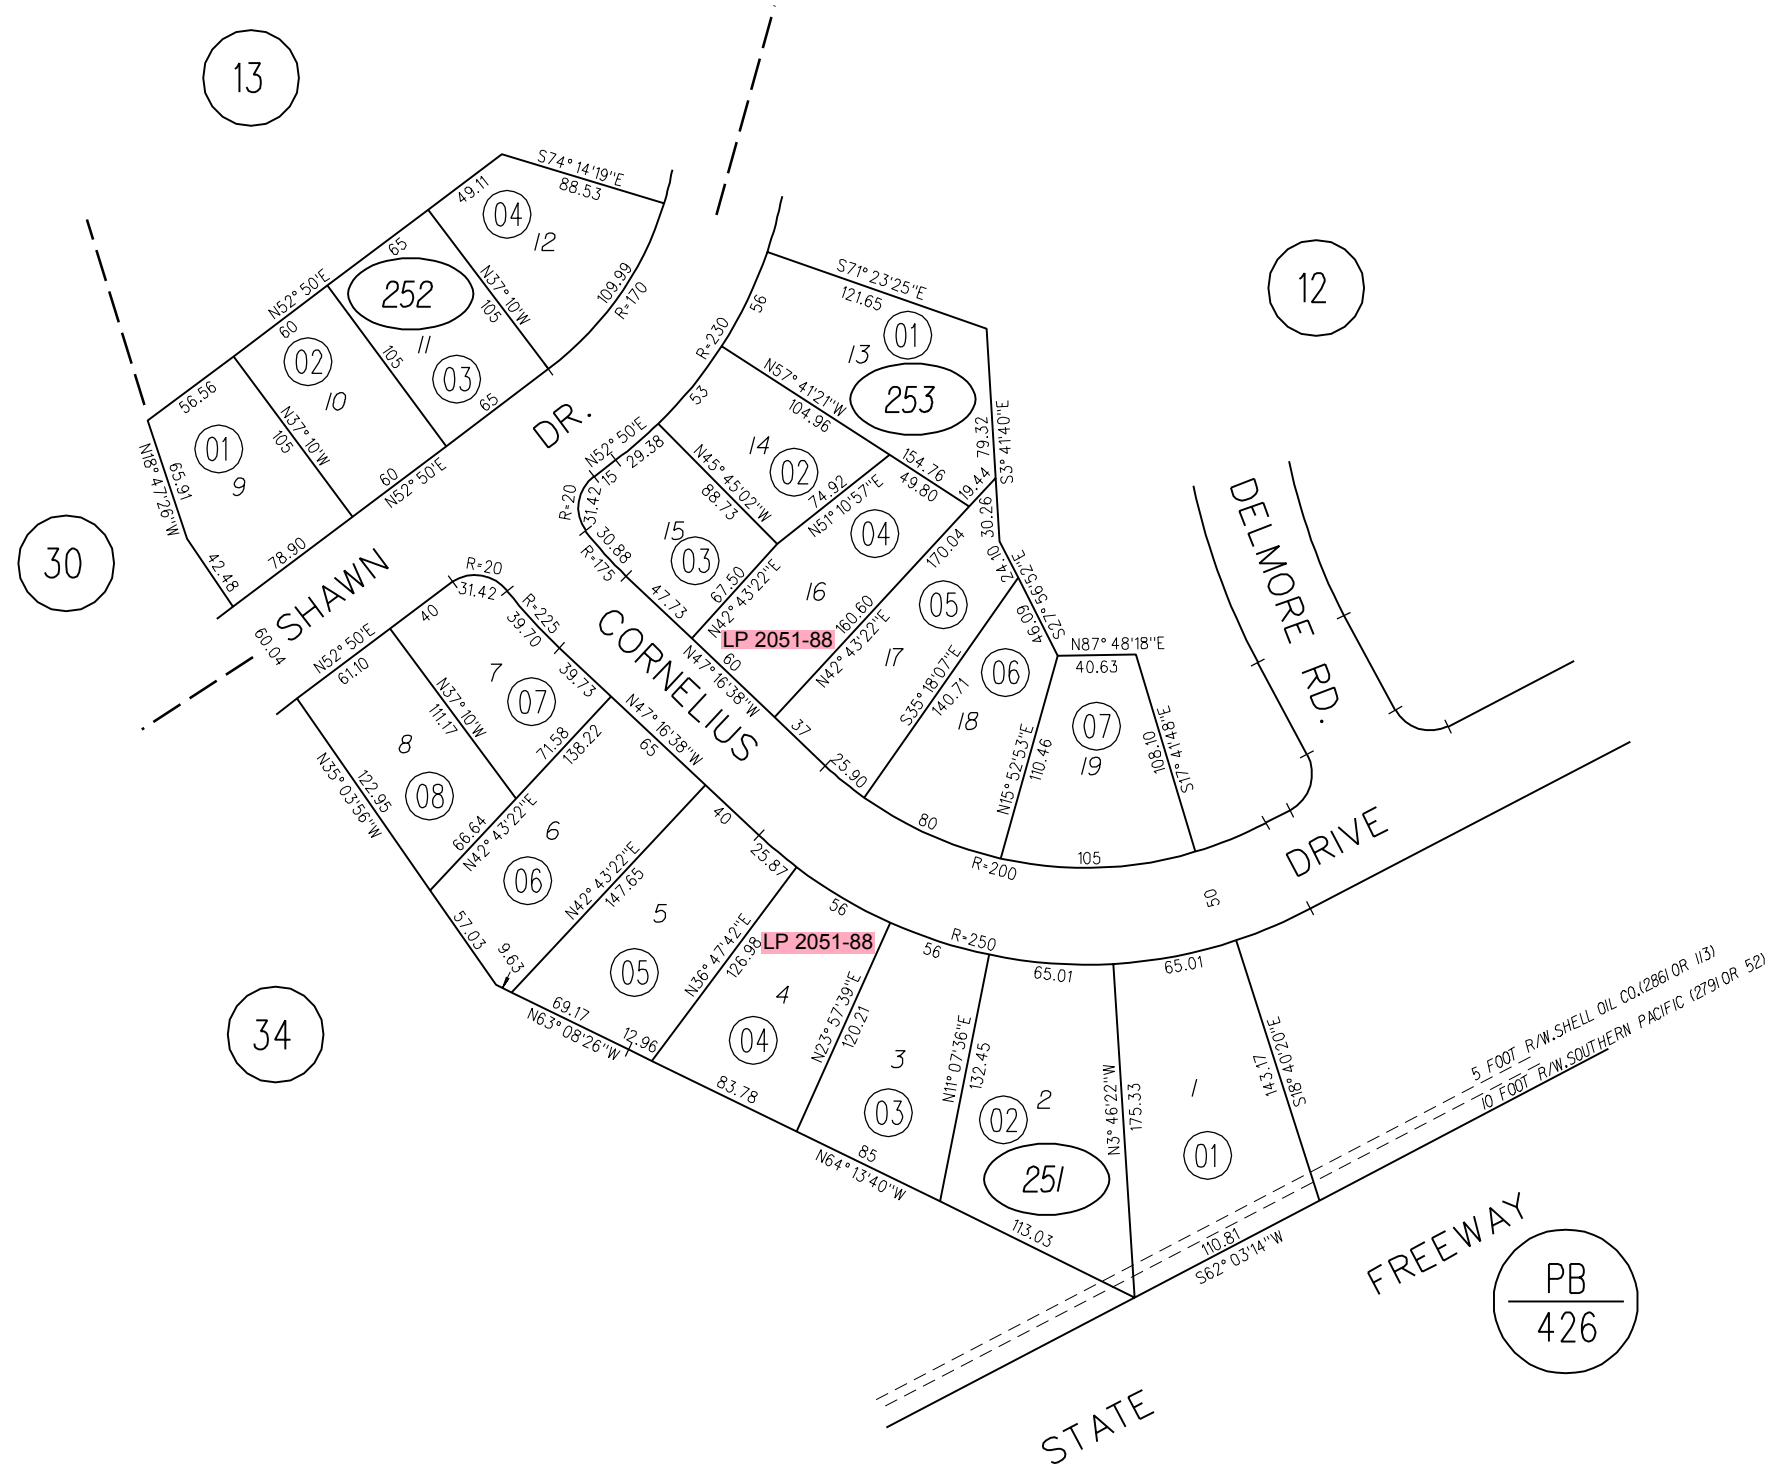 13
S74° 14'19"E
88.53
49.11
04
12
65
N37° 10'W
105
109.99
R=170
252
N52° 50'E
60
02
10
105
11
03
65
56.56
N37° 10'W
105
01
9
N18° 47'26"W
65.91
60
N52° 50'E
78.90
42.48
30
12
S71° 23'25"E
121.65
56
R=230
01
13
253
N57° 41'21"W
104.96
53
14
02
154.76
49.80
79.32
S3° 41'40"E
19.44
30.26
DR.
N52° 50'E
29.38
15
R=20
31.42
N45° 45'02"W
88.73
74.92
N51° 10'57"E
04
15
03
30.88
R=175
47.73
67.50
N42° 43'22"E
16
170.04
160.60
N42° 43'22"E
LP 2051-88
24.10
S27° 56'52"E
46.09
05
17
60
N47° 16'38"W
S35° 18'07"E
140.71
06
18
37
25.90
80
N87° 48'18"E
40.63
07
19
N15° 52'53"E
110.46
S17° 41'48"E
108.10
105
R=200
DELMORE RD.
SHAWN
60.04
CORNELIUS
DRIVE
50
R=20
31.42
40
R=225
39.70
39.73
N52° 50'E
61.10
7
07
N37° 10'W
111.17
71.58
138.22
N47° 16'38"W
65
8
08
N35° 03'56"W
122.95
66.64
N42° 43'22"E
6
06
N42° 43'22"E
147.65
40
25.87
57.03
9.63
5
05
N36° 47'42"E
126.98
56
LP 2051-88
69.17
N63° 08'26"W
12.96
4
04
N23° 57'39"E
120.21
56
R=250
83.78
3
03
N11° 07'36"E
132.45
65.01
85
N64° 13'40"W
2
02
251
N3° 46'22"W
175.33
65.01
113.03
1
01
143.17
S18° 40'20"E
110.81
S62° 03'14"W
34
5 FOOT R/W.SHELL OIL CO.(2861 OR 113)
10 FOOT R/W.SOUTHERN PACIFIC (2791 OR 52)
STATE
FREEWAY
PB
426